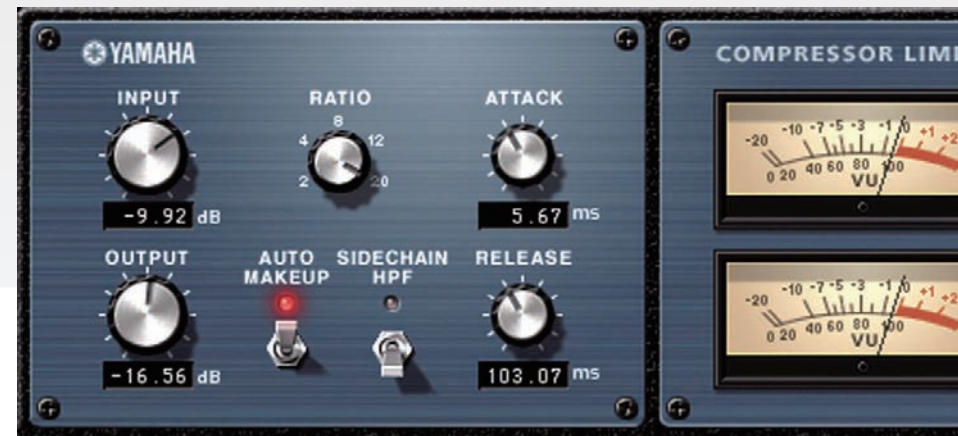 YAMAHA
COMPRESSOR LIM
INPUT RATIO ATTACK
2 4 8 12 20
-9.92 dB
5.67 ms
OUTPUT AUTO MAKEUP SIDECHAIN HPF RELEASE
-16.56 dB
103.07 ms
-20 -10 -7 -5 -3 -1 0 +1 +2
0 20 40 60 80 100
VU
-20 -10 -7 -5 -3 -1 0 +1 +2
0 20 40 60 80 100
VU